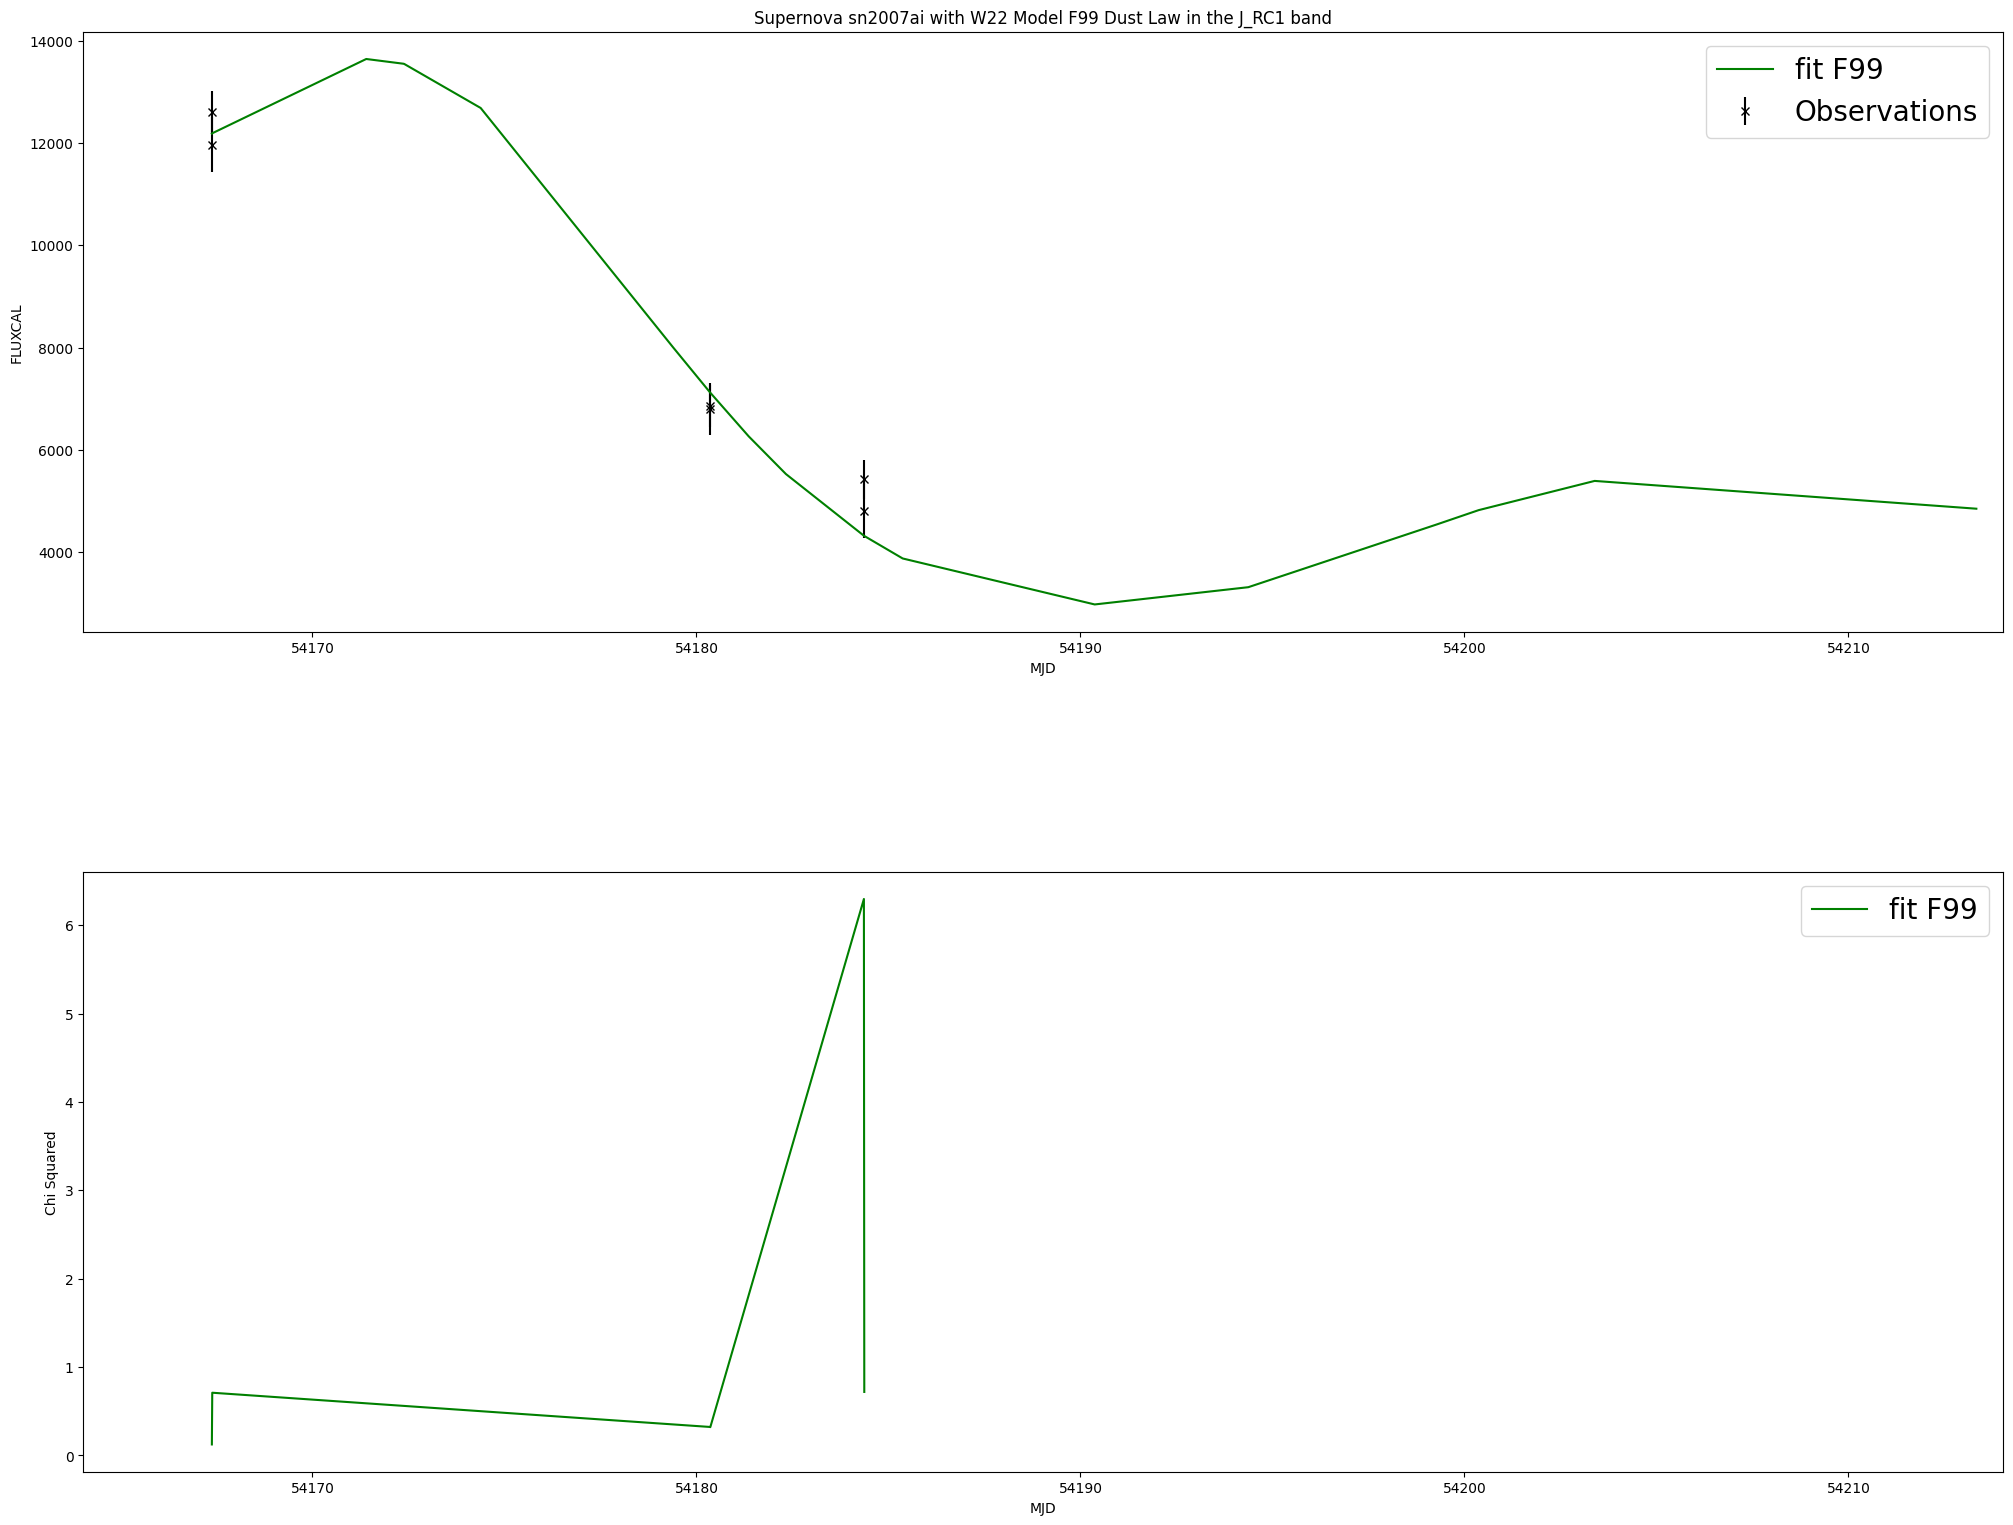 Supernova sn2007ai with W22 Model F99 Dust Law in the J_RC1 band
14000
12000
10000
8000
6000
4000
FLUXCAL
fit F99
Observations
54170
54180
54190
54200
54210
MJD
6
5
4
3
2
1
0
Chi Squared
fit F99
54170
54180
54190
54200
54210
MJD